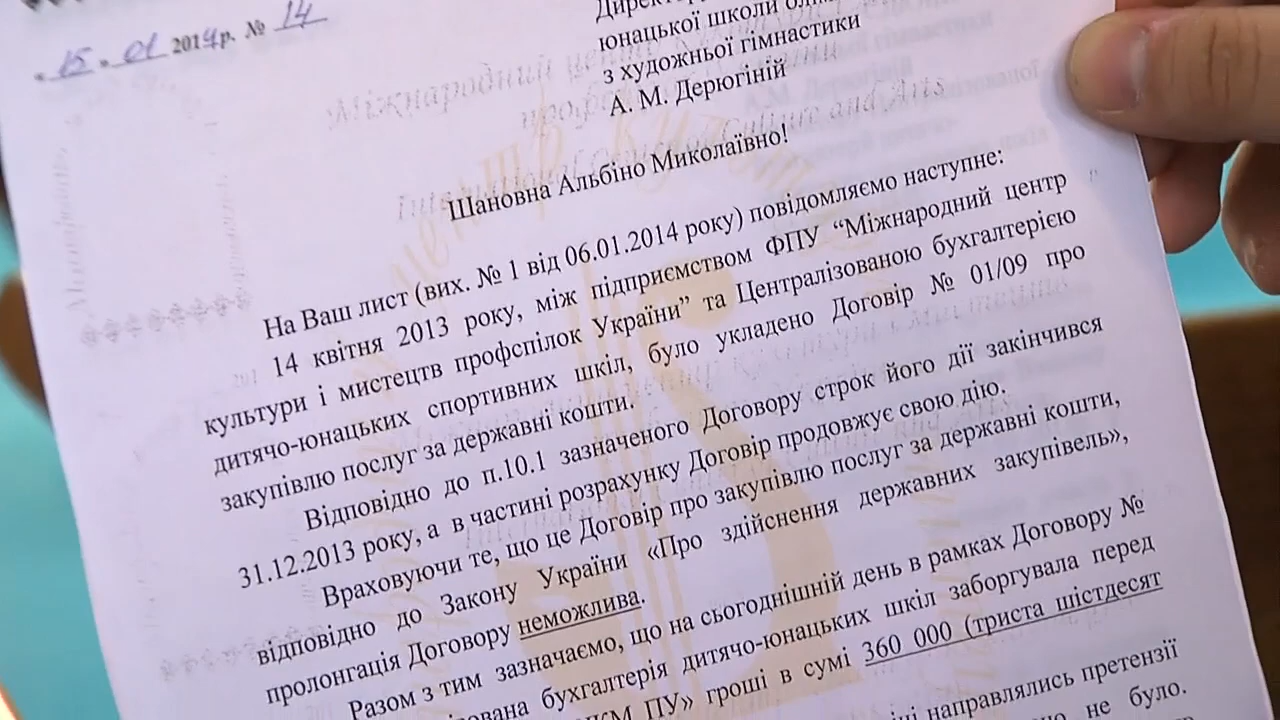 « 15 » 01 2014р. № 14
юнацької школи
з художньої гімнастики
А. М. Дерюгіній
Шановна Альбіно Миколаївно!
На Ваш лист (вих. № 1 від 06.01.2014 року) повідомляємо наступне:
14 квітня 2013 року, між підприємством ФПУ “Міжнародний центр
культури і мистецтв профспілок України” та Централізованою бухгалтерією
дитячо-юнацьких спортивних шкіл, було укладено Договір № 01/09 про
закупівлю послуг за державні кошти.
Відповідно до п.10.1 зазначеного Договору строк його дії закінчився
31.12.2013 року, а в частині розрахунку Договір продовжує свою дію.
Враховуючи те, що це Договір про закупівлю послуг за державні кошти,
відповідно до Закону України «Про здійснення державних закупівель»,
пролонгація Договору неможлива.
Разом з тим зазначаємо, що на сьогоднішній день в рамках Договору №
бухгалтерія дитячо-юнацьких шкіл заборгувала перед
ПУ» гроші в сумі 360 000 (триста шістдесят
направлялись претензії
не було.